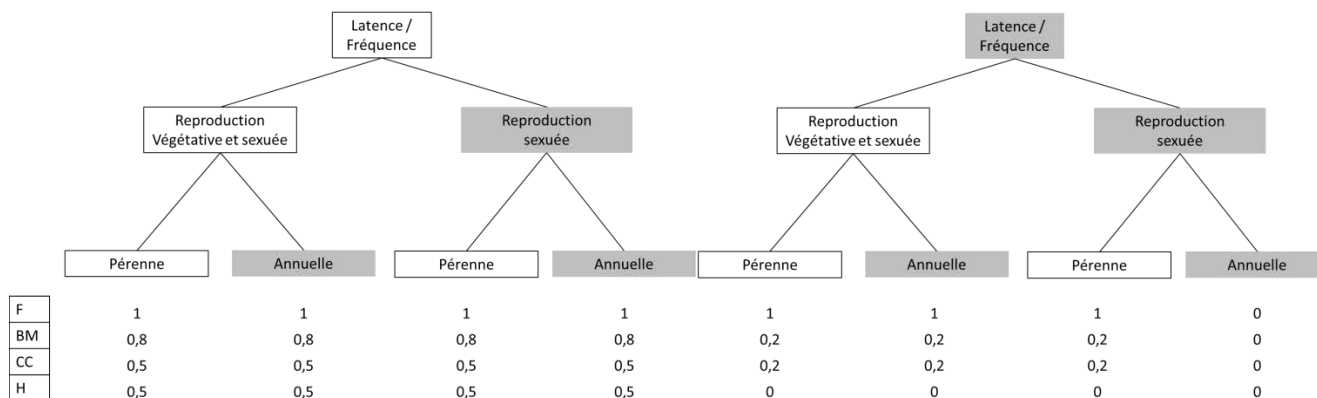 Latence /
Fréquence
Latence /
Fréquence
Reproduction
Végétative et sexuée
Reproduction
sexuée
Reproduction
Végétative et sexuée
Reproduction
sexuée
Pérenne Annuelle Pérenne Annuelle Pérenne Annuelle Pérenne Annuelle
F 1 1 1 1 1 1 1 0
BM 0,8 0,8 0,8 0,8 0,2 0,2 0,2 0
CC 0,5 0,5 0,5 0,5 0,2 0,2 0,2 0
H 0,5 0,5 0,5 0,5 0 0 0 0